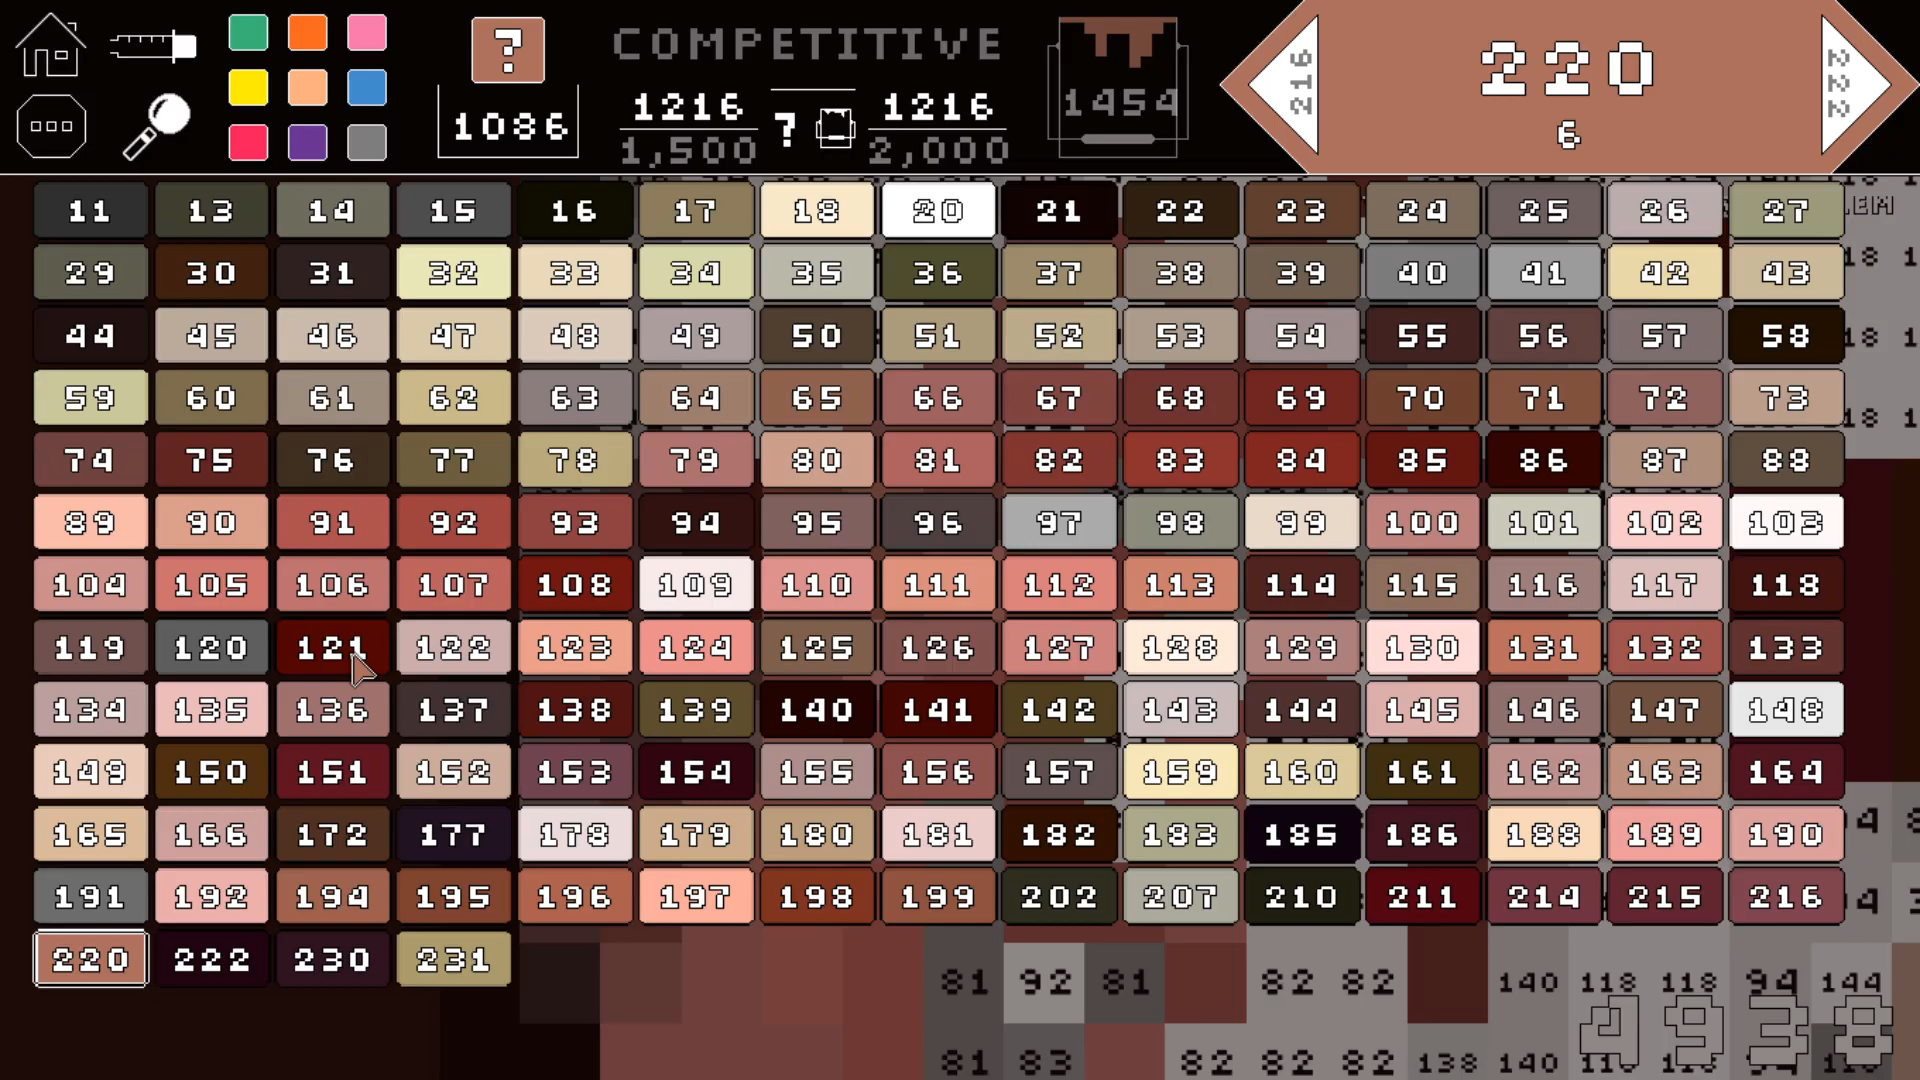 ? COMPETITIVE 220
216 222
1086 1216 ? 1216 1454 6
1,500 2,000
11 13 14 15 16 17 18 20 21 22 23 24 25 26 27
29 30 31 32 33 34 35 36 37 38 39 40 41 42 43
44 45 46 47 48 49 50 51 52 53 54 55 56 57 58
59 60 61 62 63 64 65 66 67 68 69 70 71 72 73
74 75 76 77 78 79 80 81 82 83 84 85 86 87 88
89 90 91 92 93 94 95 96 97 98 99 100 101 102 103
104 105 106 107 108 109 110 111 112 113 114 115 116 117 118
119 120 121 122 123 124 125 126 127 128 129 130 131 132 133
134 135 136 137 138 139 140 141 142 143 144 145 146 147 148
149 150 151 152 153 154 155 156 157 159 160 161 162 163 164
165 166 172 177 178 179 180 181 182 183 185 186 188 189 190
191 192 194 195 196 197 198 199 202 207 210 211 214 215 216
220 222 230 231
81 92 81 82 82 140 118 118 94 144
4938
81 83 82 82 82 138 140